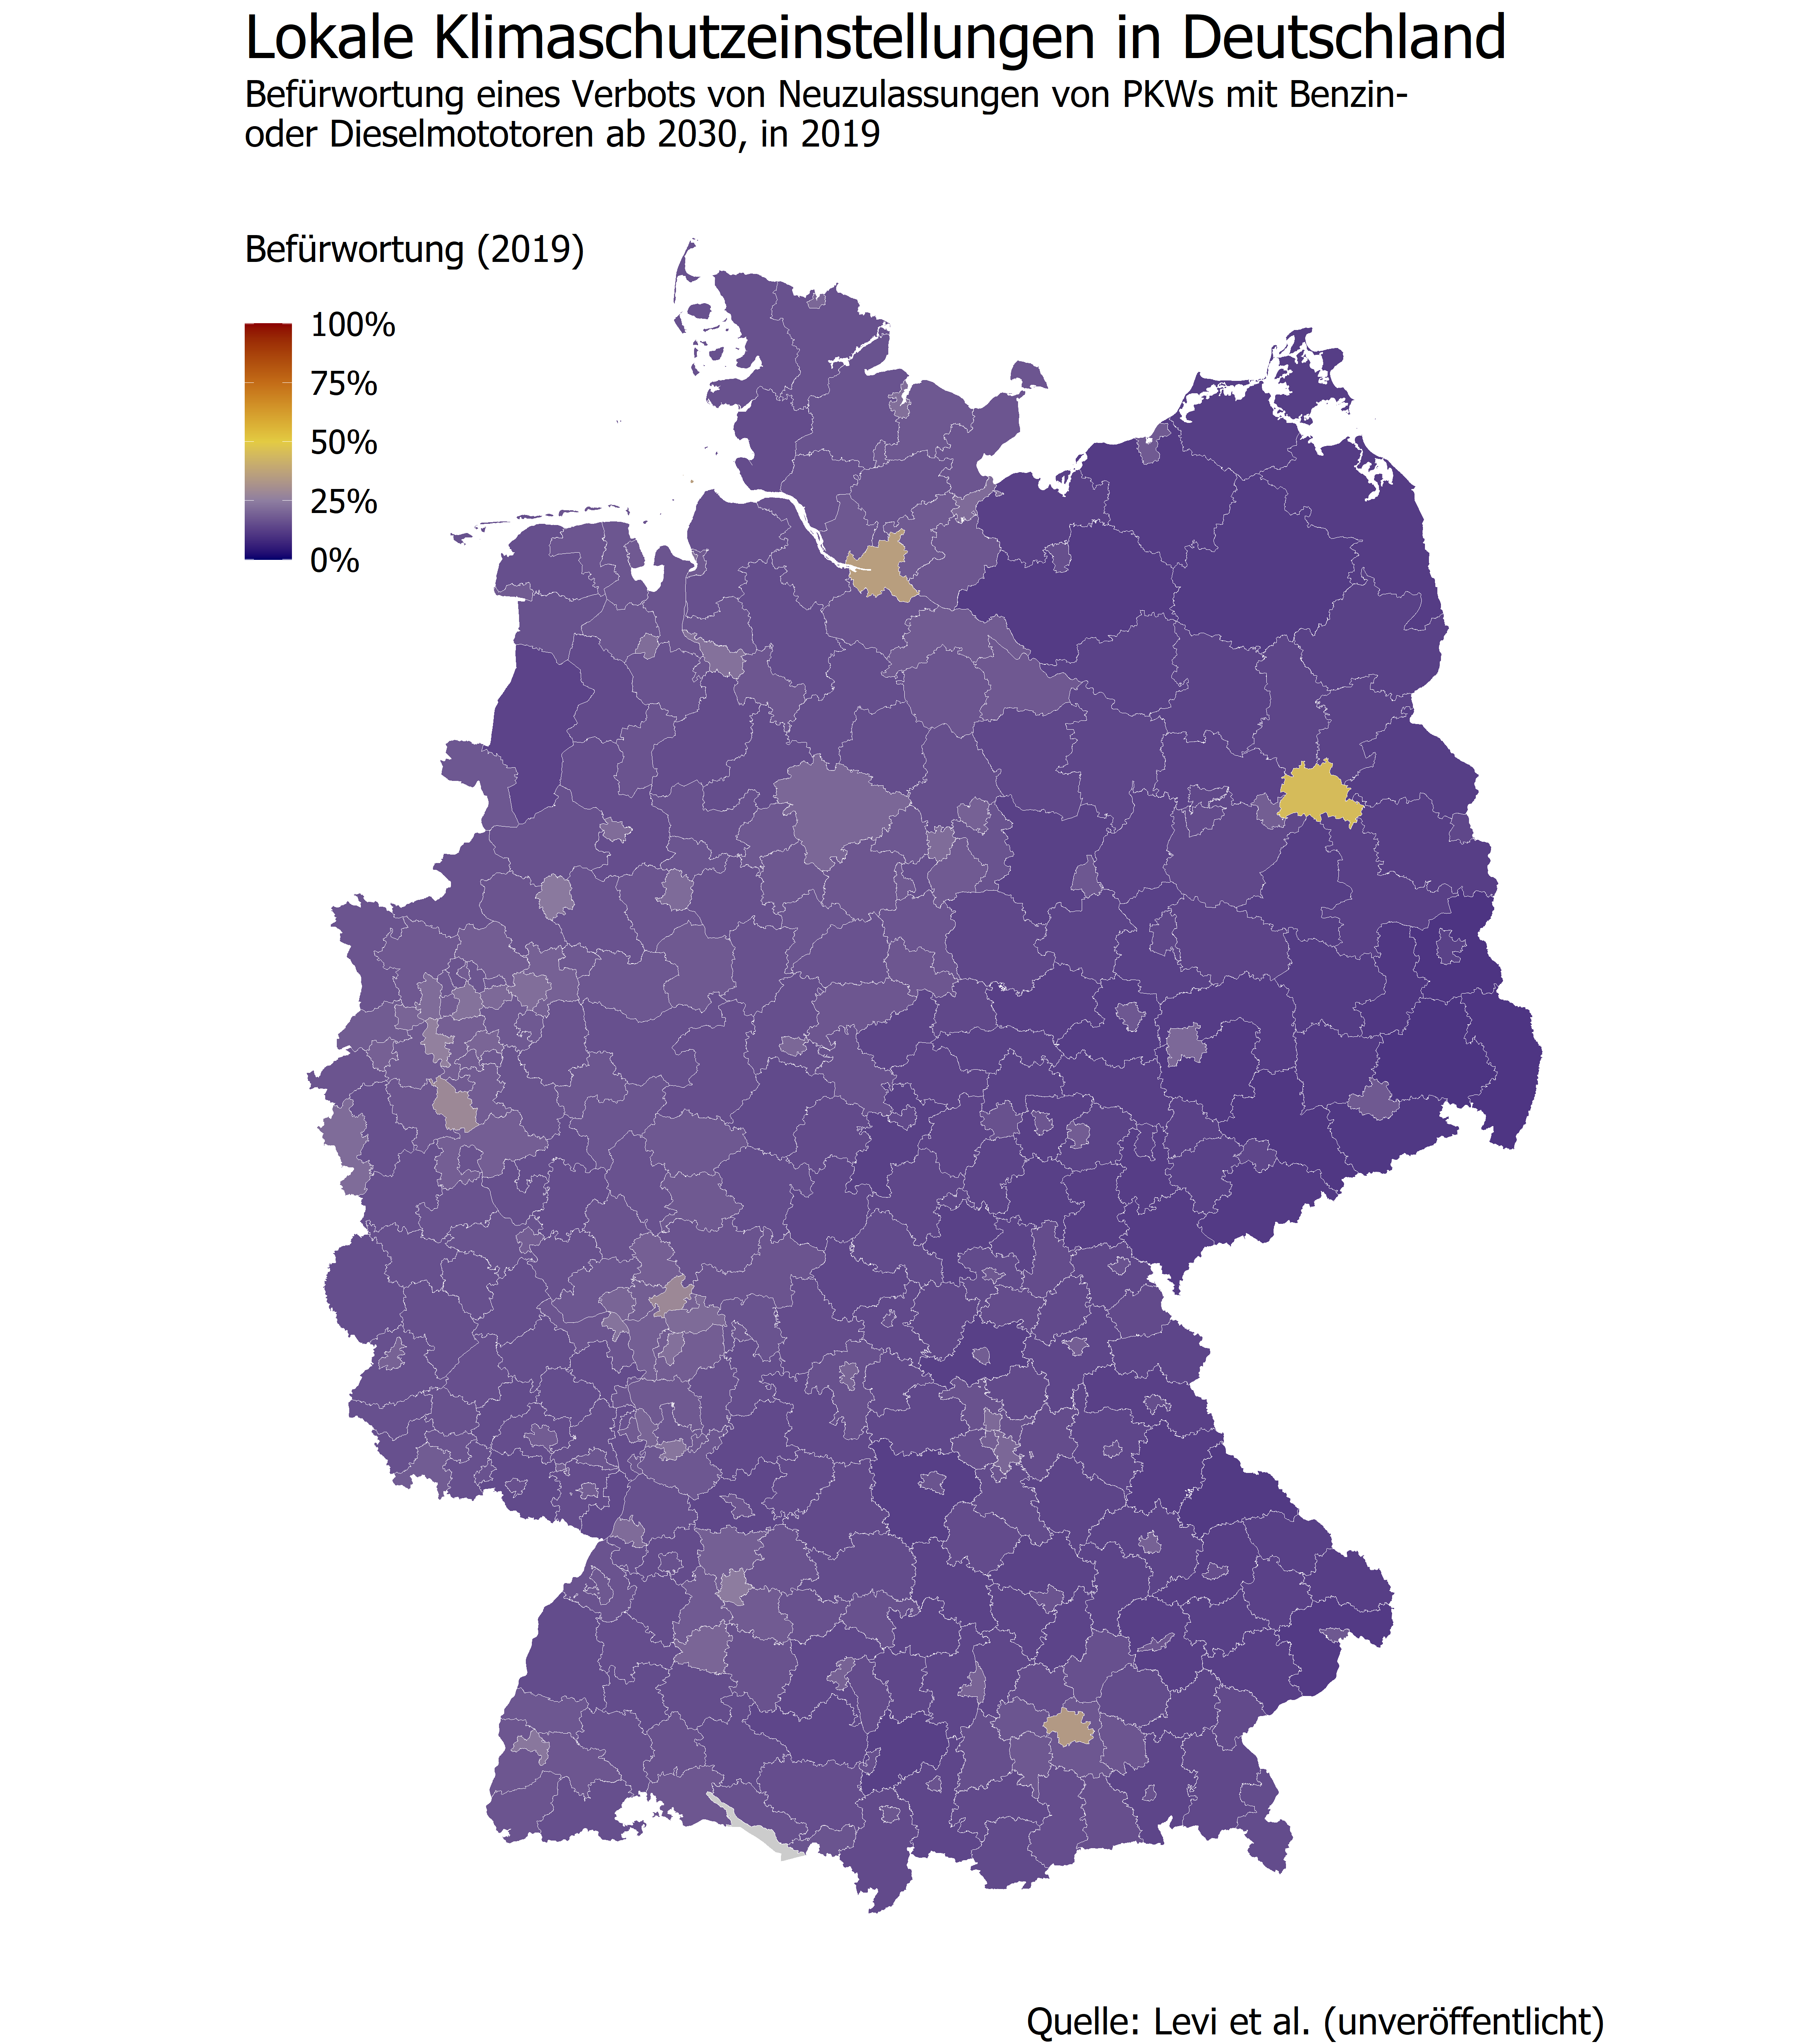 Lokale Klimaschutzeinstellungen in Deutschland
Befürwortung eines Verbots von Neuzulassungen von PKWs mit Benzin-
oder Dieselmototoren ab 2030, in 2019
Befürwortung (2019)
100%
75%
50%
25%
0%
Quelle: Levi et al. (unveröffentlicht)